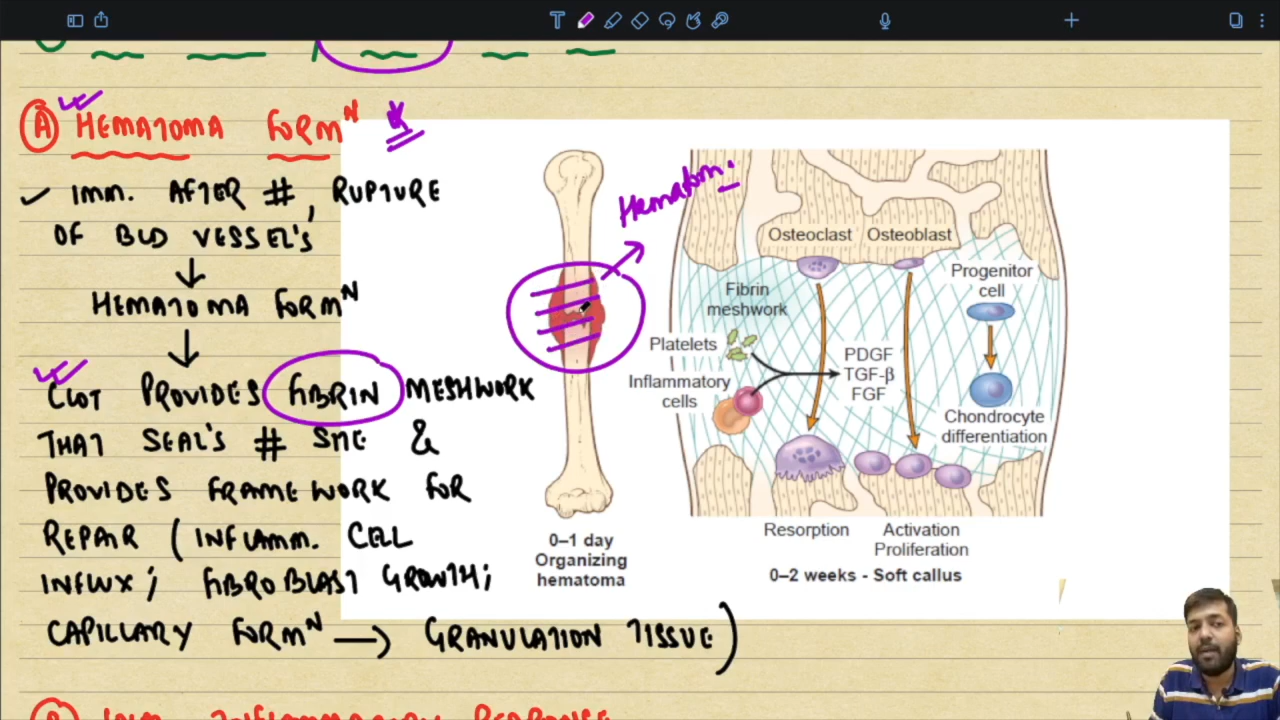 Ⓐ HEMATOMA FORMᴺ
✓ IMM. AFTER #, RUPTURE
OF BLD VESSEL'S
↓
HEMATOMA FORMᴺ
↓
CLOT PROVIDES FIBRIN MESHWORK
THAT SEAL'S # SITE &
PROVIDES FRAMEWORK FOR
REPAIR (INFLAMM. CELL
INFLUX; FIBROBLAST GROWTH;
CAPILLARY FORMᴺ → GRANULATION TISSUE)
Hematom.
0–1 day
Organizing
hematoma
Osteoclast Osteoblast
Progenitor
cell
Fibrin
meshwork
Platelets
Inflammatory
cells
PDGF
TGF-β
FGF
Chondrocyte
differentiation
Resorption
Activation
Proliferation
0–2 weeks - Soft callus
INFLAMMATORY RESPONSE